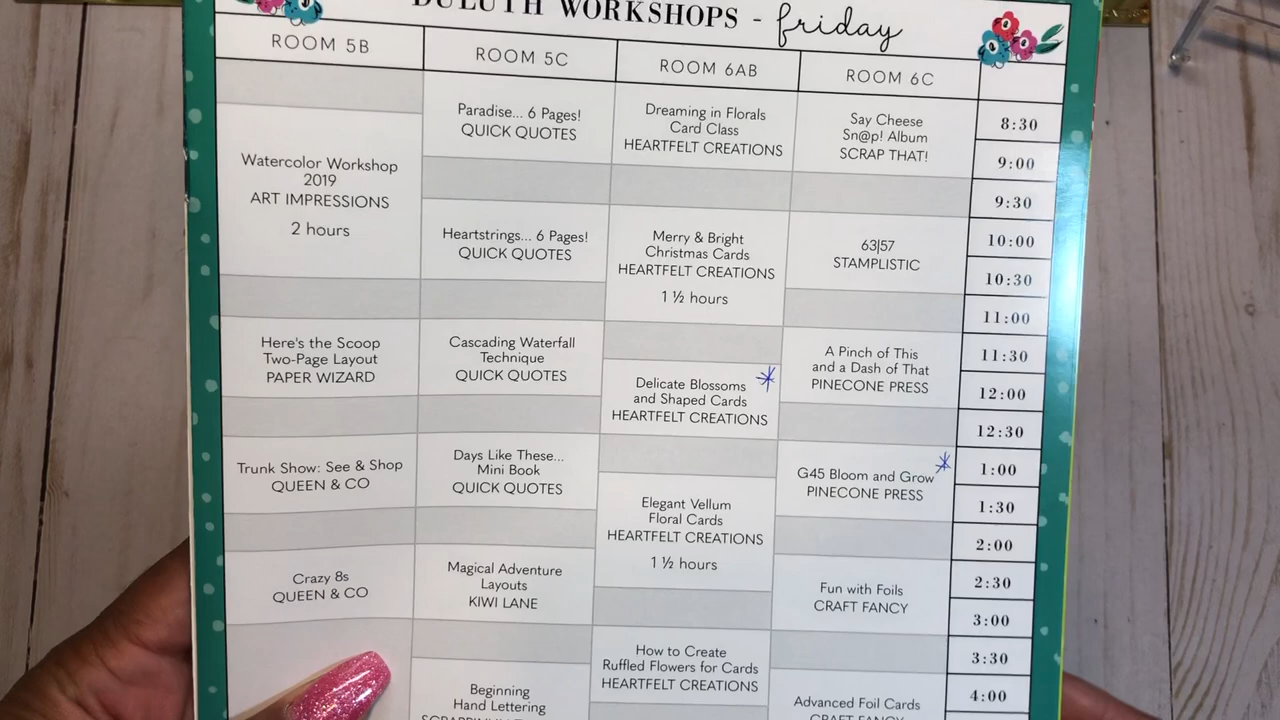 DULUTH WORKSHOPS - friday
ROOM 5B
ROOM 5C
ROOM 6AB
ROOM 6C
Watercolor Workshop
2019
ART IMPRESSIONS
2 hours
Here's the Scoop
Two-Page Layout
PAPER WIZARD
Trunk Show: See & Shop
QUEEN & CO
Crazy 8s
QUEEN & CO
Paradise... 6 Pages!
QUICK QUOTES
Heartstrings... 6 Pages!
QUICK QUOTES
Cascading Waterfall
Technique
QUICK QUOTES
Days Like These...
Mini Book
QUICK QUOTES
Magical Adventure
Layouts
KIWI LANE
Beginning
Hand Lettering
Dreaming in Florals
Card Class
HEARTFELT CREATIONS
Merry & Bright
Christmas Cards
HEARTFELT CREATIONS
1 ½ hours
Delicate Blossoms
and Shaped Cards
HEARTFELT CREATIONS
Elegant Vellum
Floral Cards
HEARTFELT CREATIONS
1 ½ hours
How to Create
Ruffled Flowers for Cards
HEARTFELT CREATIONS
Say Cheese
Sn@p! Album
SCRAP THAT!
63|57
STAMPLISTIC
A Pinch of This
and a Dash of That
PINECONE PRESS
G45 Bloom and Grow
PINECONE PRESS
Fun with Foils
CRAFT FANCY
Advanced Foil Cards
CRAFT FANCY
8:30
9:00
9:30
10:00
10:30
11:00
11:30
12:00
12:30
1:00
1:30
2:00
2:30
3:00
3:30
4:00